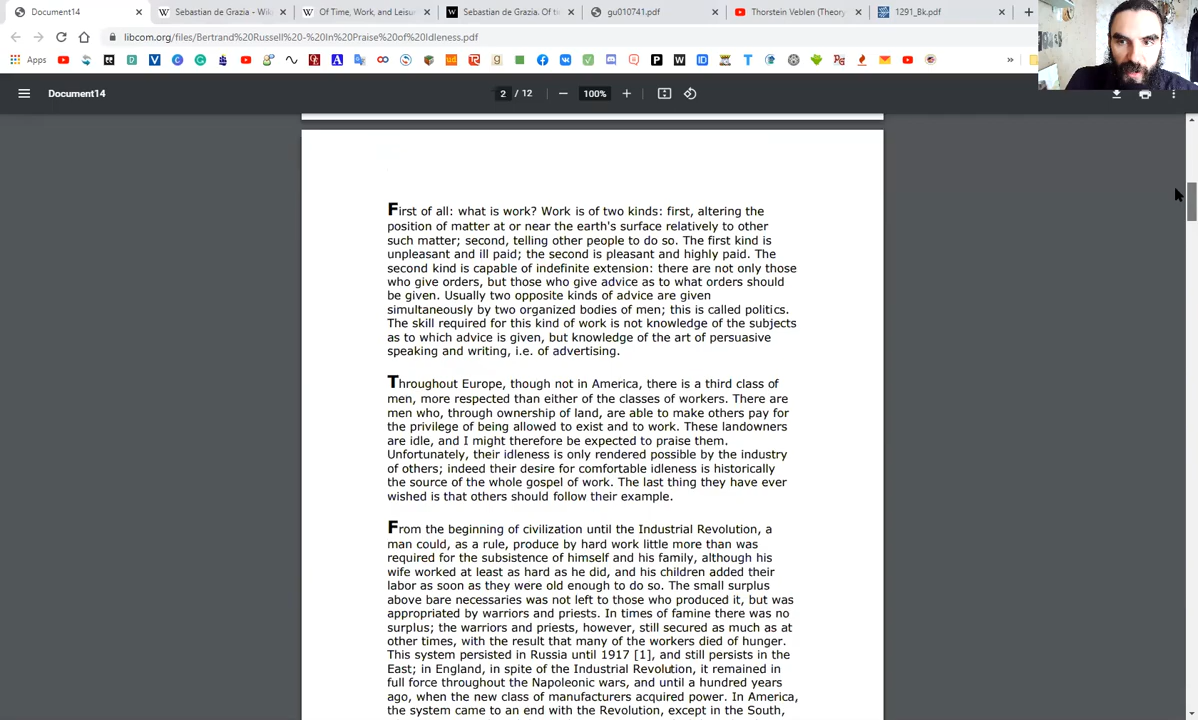 Document14
Sebastian de Grazia - Wiki
Of Time, Work, and Leisu
Sebastian de Grazia. Of ti
gu010741.pdf
Thorstein Veblen (Theory
1291_Bk.pdf
libcom.org/files/Bertrand%20Russell%20-%20In%20Praise%20of%20Idleness.pdf
Apps
Document14
2 / 12
100%
First of all: what is work? Work is of two kinds: first, altering the
position of matter at or near the earth's surface relatively to other
such matter; second, telling other people to do so. The first kind is
unpleasant and ill paid; the second is pleasant and highly paid. The
second kind is capable of indefinite extension: there are not only those
who give orders, but those who give advice as to what orders should
be given. Usually two opposite kinds of advice are given
simultaneously by two organized bodies of men; this is called politics.
The skill required for this kind of work is not knowledge of the subjects
as to which advice is given, but knowledge of the art of persuasive
speaking and writing, i.e. of advertising.
Throughout Europe, though not in America, there is a third class of
men, more respected than either of the classes of workers. There are
men who, through ownership of land, are able to make others pay for
the privilege of being allowed to exist and to work. These landowners
are idle, and I might therefore be expected to praise them.
Unfortunately, their idleness is only rendered possible by the industry
of others; indeed their desire for comfortable idleness is historically
the source of the whole gospel of work. The last thing they have ever
wished is that others should follow their example.
From the beginning of civilization until the Industrial Revolution, a
man could, as a rule, produce by hard work little more than was
required for the subsistence of himself and his family, although his
wife worked at least as hard as he did, and his children added their
labor as soon as they were old enough to do so. The small surplus
above bare necessaries was not left to those who produced it, but was
appropriated by warriors and priests. In times of famine there was no
surplus; the warriors and priests, however, still secured as much as at
other times, with the result that many of the workers died of hunger.
This system persisted in Russia until 1917 [1], and still persists in the
East; in England, in spite of the Industrial Revolution, it remained in
full force throughout the Napoleonic wars, and until a hundred years
ago, when the new class of manufacturers acquired power. In America,
the system came to an end with the Revolution, except in the South,